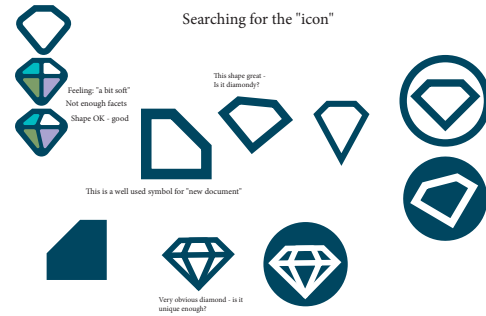 Searching for the "icon"
This shape great -
Is it diamondy?
Feeling: "a bit soft"
Not enough facets
Shape OK - good
This is a well used symbol for "new document"
Very obvious diamond - is it
unique enough?